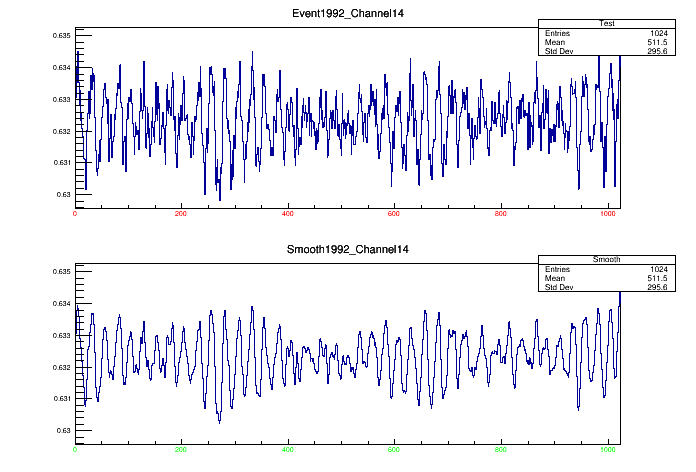 Event1992_Channel14
Test
Entries 1024
Mean 511.5
Std Dev 295.6
0.635
0.634
0.633
0.632
0.631
0.63
0 200 400 600 800 1000
Smooth1992_Channel14
Smooth
Entries 1024
Mean 511.5
Std Dev 295.6
0.635
0.634
0.633
0.632
0.631
0.63
0 200 400 600 800 1000